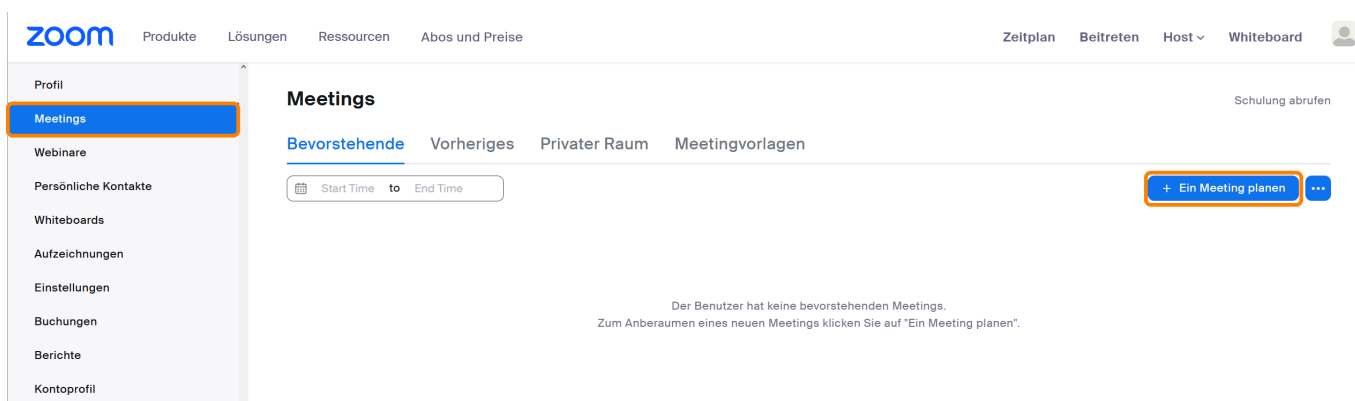 zoom Produkte Lösungen Ressourcen Abos und Preise Zeitplan Beitreten Host Whiteboard
Profil
Meetings
Webinare
Persönliche Kontakte
Whiteboards
Aufzeichnungen
Einstellungen
Buchungen
Berichte
Kontoprofil
Meetings Schulung abrufen
Bevorstehende Vorheriges Privater Raum Meetingvorlagen
Start Time to End Time + Ein Meeting planen ...
Der Benutzer hat keine bevorstehenden Meetings.
Zum Anberaumen eines neuen Meetings klicken Sie auf "Ein Meeting planen".